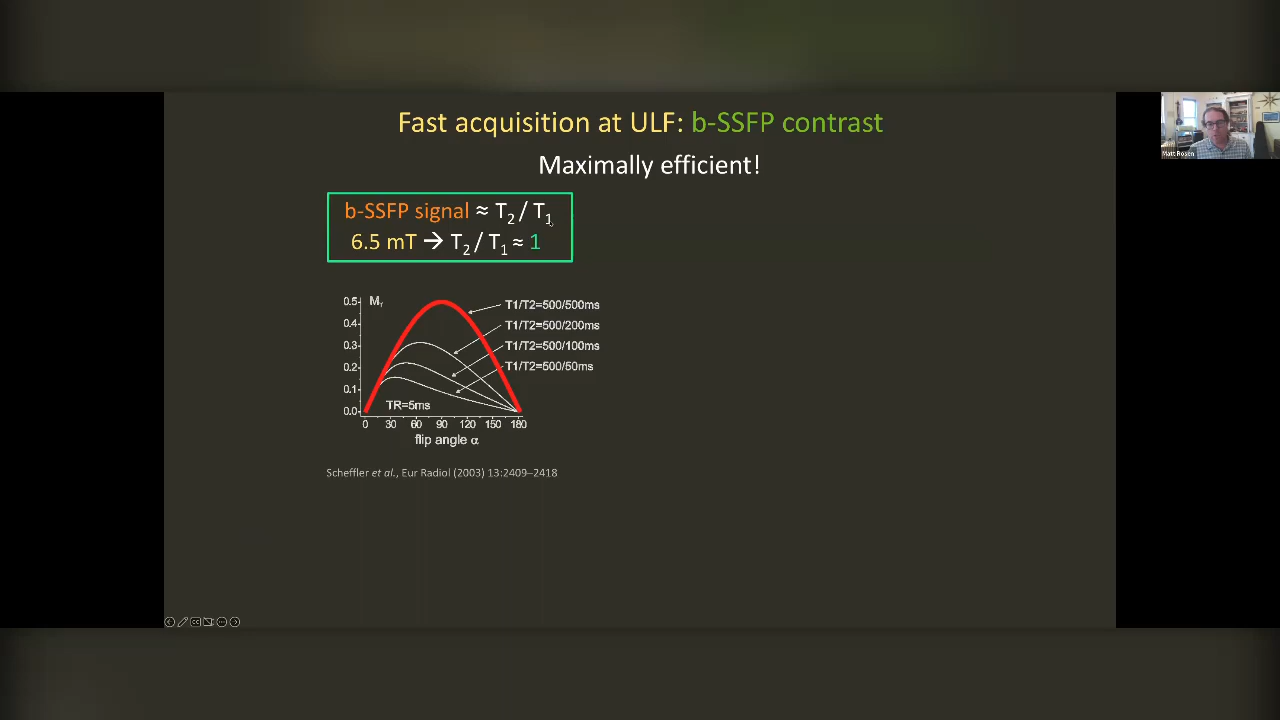 Fast acquisition at ULF: b-SSFP contrast
Maximally efficient!
b-SSFP signal ≈ T2 / T1
6.5 mT → T2 / T1 ≈ 1
0.5
0.4
0.3
0.2
0.1
0.0
MY
T1/T2=500/500ms
T1/T2=500/200ms
T1/T2=500/100ms
T1/T2=500/50ms
TR=5ms
0 30 60 90 120 150 180
flip angle α
Scheffler et al., Eur Radiol (2003) 13:2409–2418
Matt Rosen